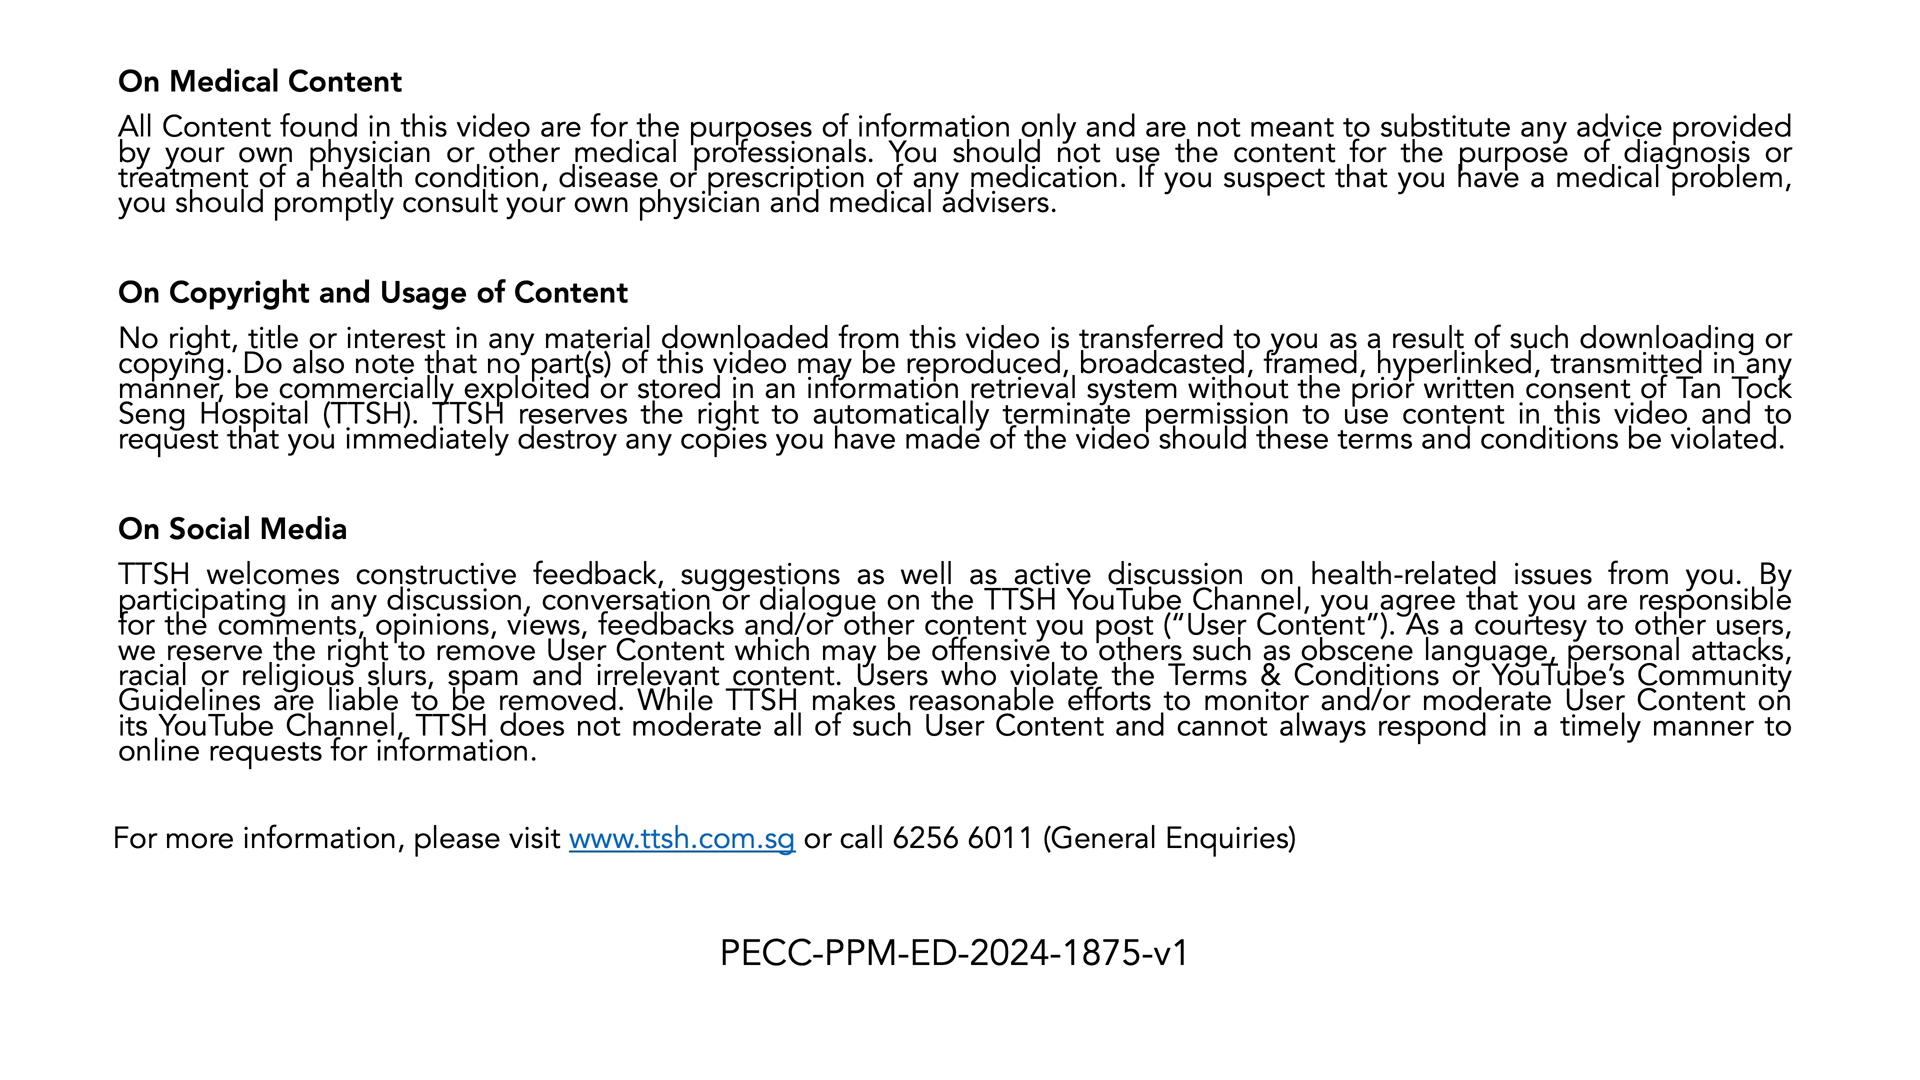 On Medical Content
All Content found in this video are for the purposes of information only and are not meant to substitute any advice provided
by your own physician or other medical professionals. You should not use the content for the purpose of diagnosis or
treatment of a health condition, disease or prescription of any medication. If you suspect that you have a medical problem,
you should promptly consult your own physician and medical advisers.
On Copyright and Usage of Content
No right, title or interest in any material downloaded from this video is transferred to you as a result of such downloading or
copying. Do also note that no part(s) of this video may be reproduced, broadcasted, framed, hyperlinked, transmitted in any
manner, be commercially exploited or stored in an information retrieval system without the prior written consent of Tan Tock
Seng Hospital (TTSH). TTSH reserves the right to automatically terminate permission to use content in this video and to
request that you immediately destroy any copies you have made of the video should these terms and conditions be violated.
On Social Media
TTSH welcomes constructive feedback, suggestions as well as active discussion on health-related issues from you. By
participating in any discussion, conversation or dialogue on the TTSH YouTube Channel, you agree that you are responsible
for the comments, opinions, views, feedbacks and/or other content you post (“User Content”). As a courtesy to other users,
we reserve the right to remove User Content which may be offensive to others such as obscene language, personal attacks,
racial or religious slurs, spam and irrelevant content. Users who violate the Terms & Conditions or YouTube’s Community
Guidelines are liable to be removed. While TTSH makes reasonable efforts to monitor and/or moderate User Content on
its YouTube Channel, TTSH does not moderate all of such User Content and cannot always respond in a timely manner to
online requests for information.
For more information, please visit www.ttsh.com.sg or call 6256 6011 (General Enquiries)
PECC-PPM-ED-2024-1875-v1